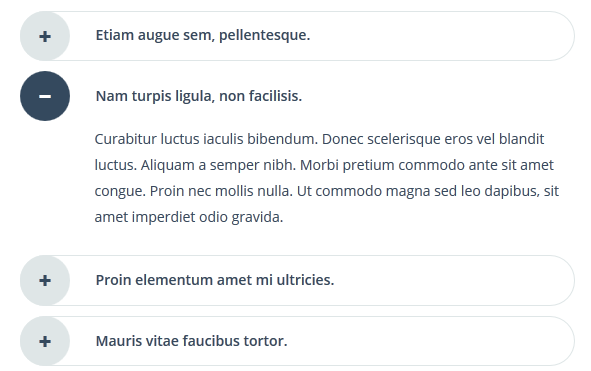 Etiam augue sem, pellentesque.
Nam turpis ligula, non facilisis.
Curabitur luctus iaculis bibendum. Donec scelerisque eros vel blandit
luctus. Aliquam a semper nibh. Morbi pretium commodo ante sit amet
congue. Proin nec mollis nulla. Ut commodo magna sed leo dapibus, sit
amet imperdiet odio gravida.
Proin elementum amet mi ultricies.
Mauris vitae faucibus tortor.